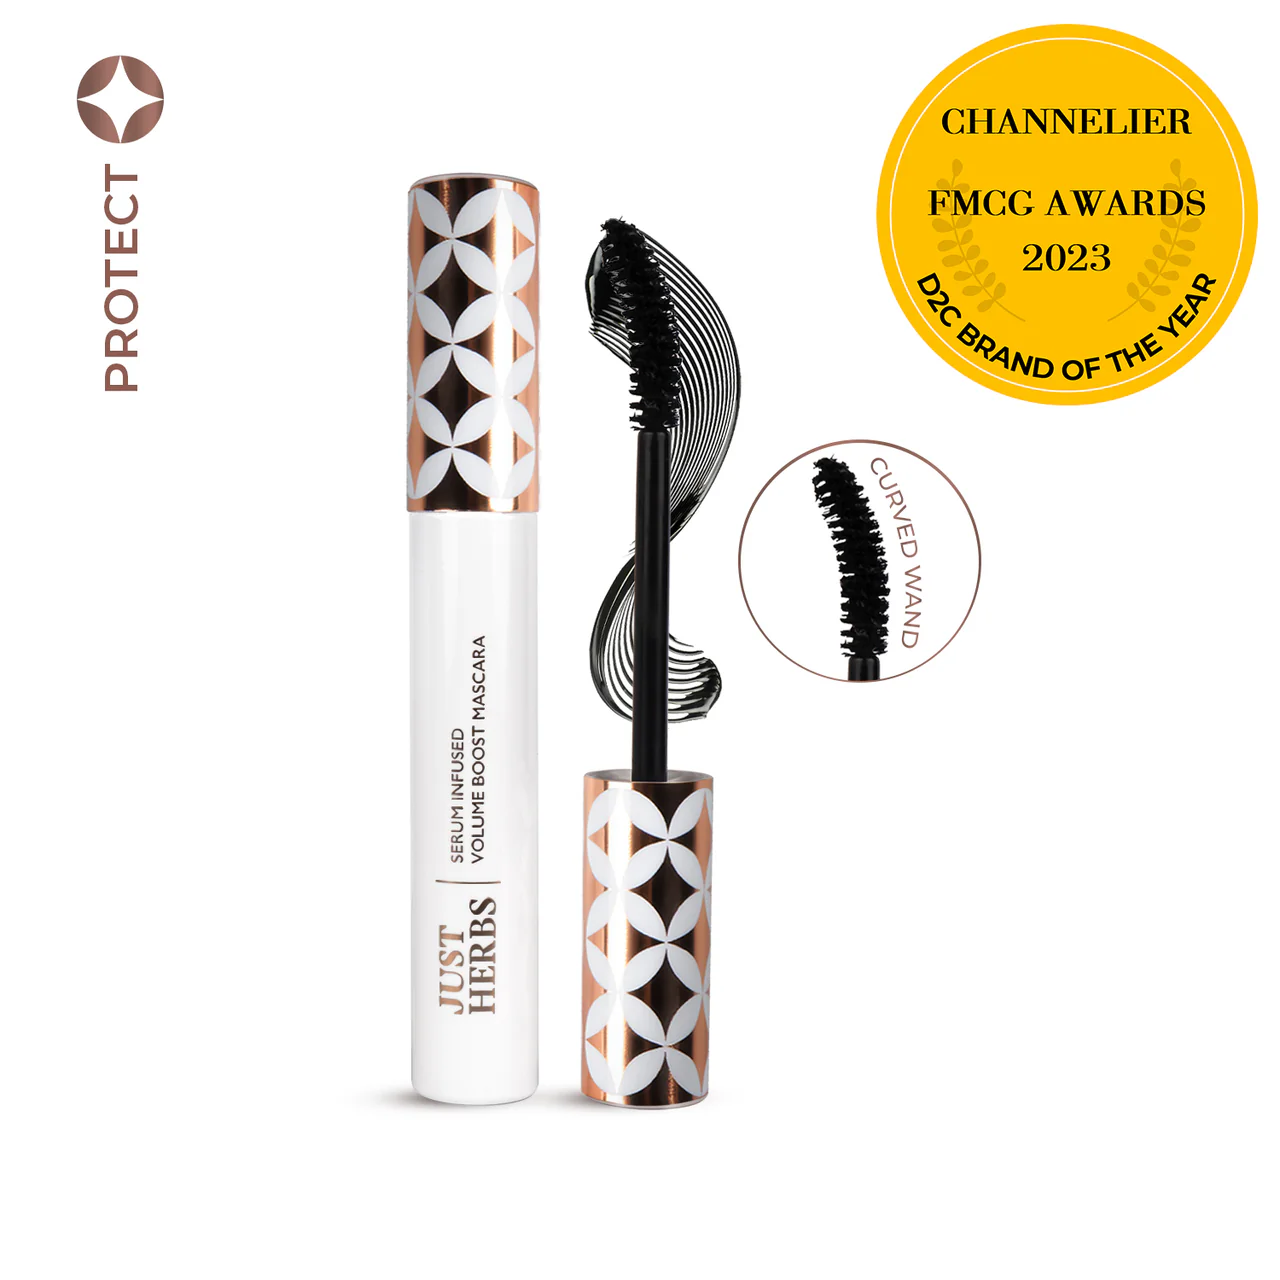 PROTECT
CHANNELIER
FMCG AWARDS
2023
D2C BRAND OF THE YEAR
CURVED WAND
SERUM INFUSED
VOLUME BOOST MASCARA
JUST
HERBS